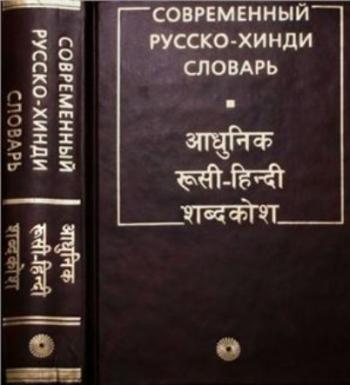 СОВРЕМЕННЫЙ
РУССКО-ХИНДИ
СЛОВАРЬ
आधुनिक
रूसी-हिन्दी
शब्दकोश
СОВРЕМЕННЫЙ
РУССКО-ХИНДИ
СЛОВАРЬ
आधुनिक
रूसी-हिन्दी
शब्दकोश